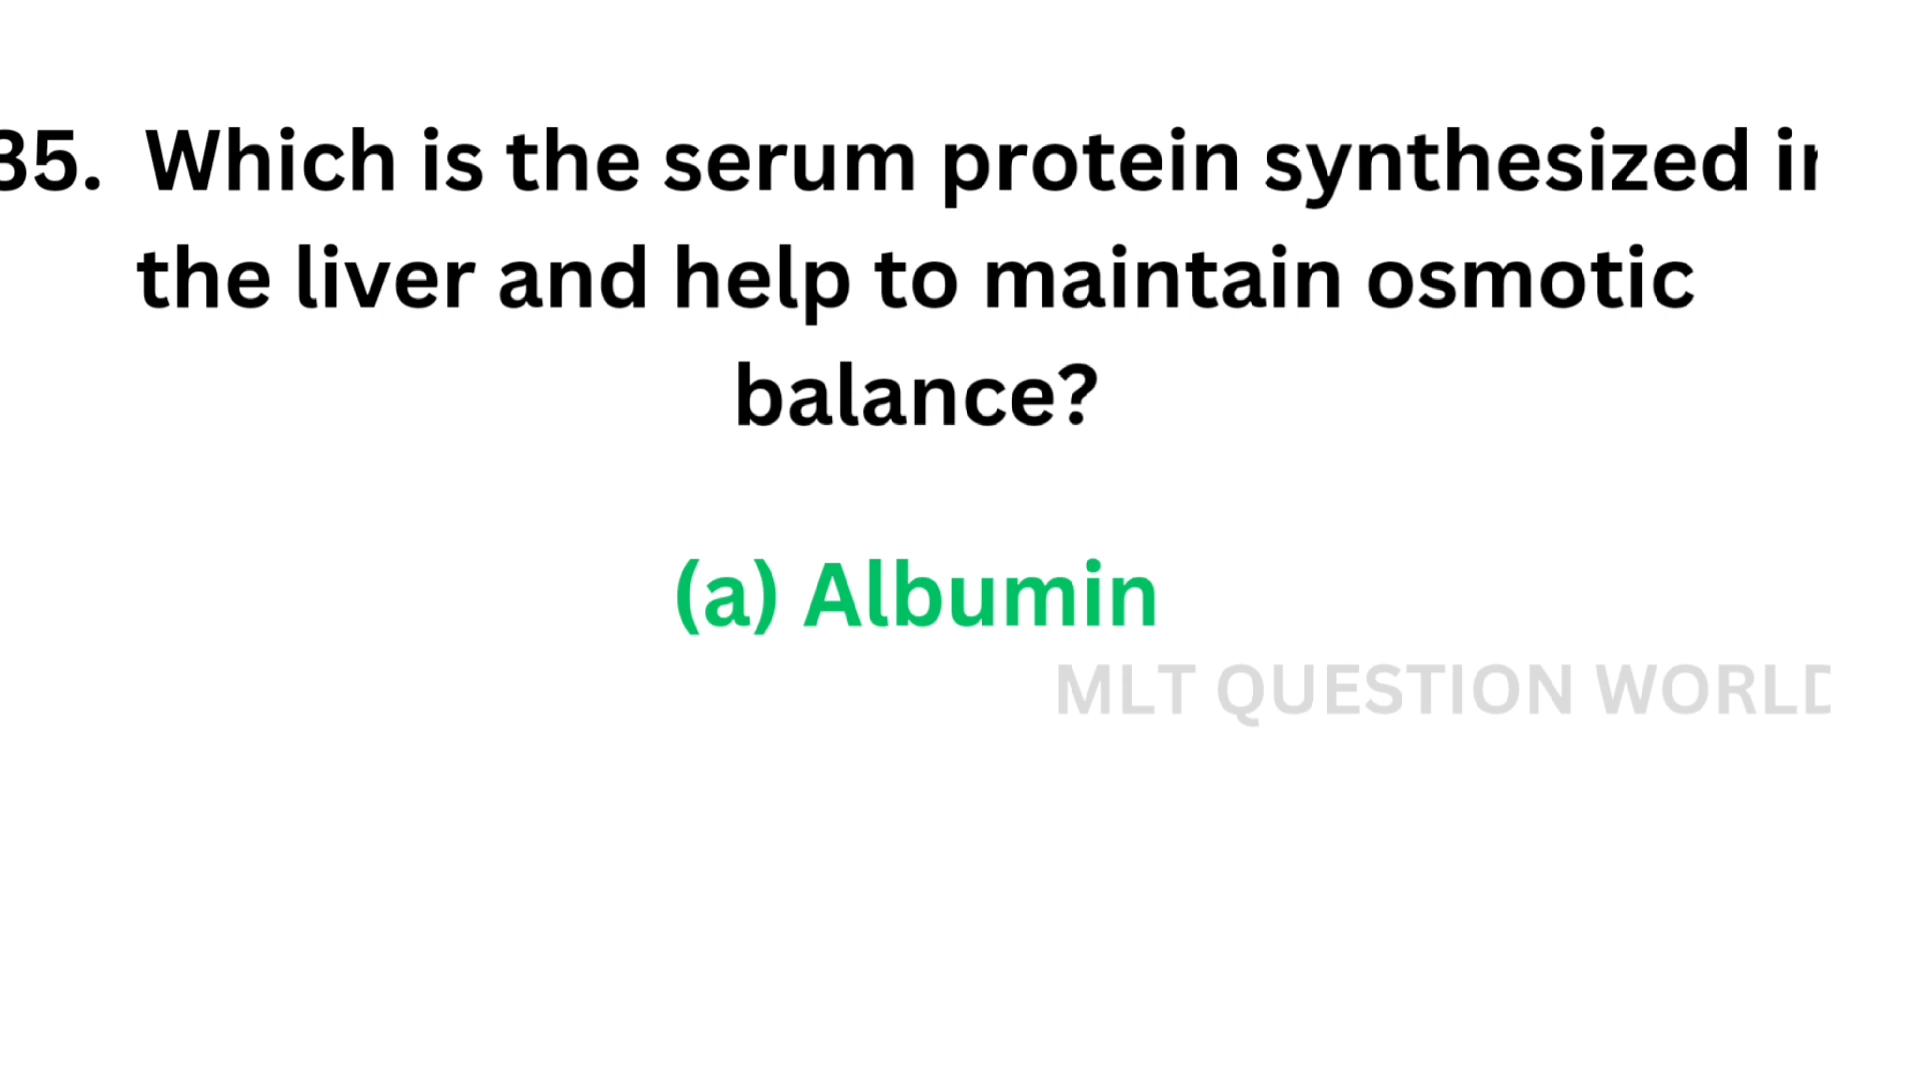 35. Which is the serum protein synthesized in
the liver and help to maintain osmotic
balance?
(a) Albumin
MLT QUESTION WORLD